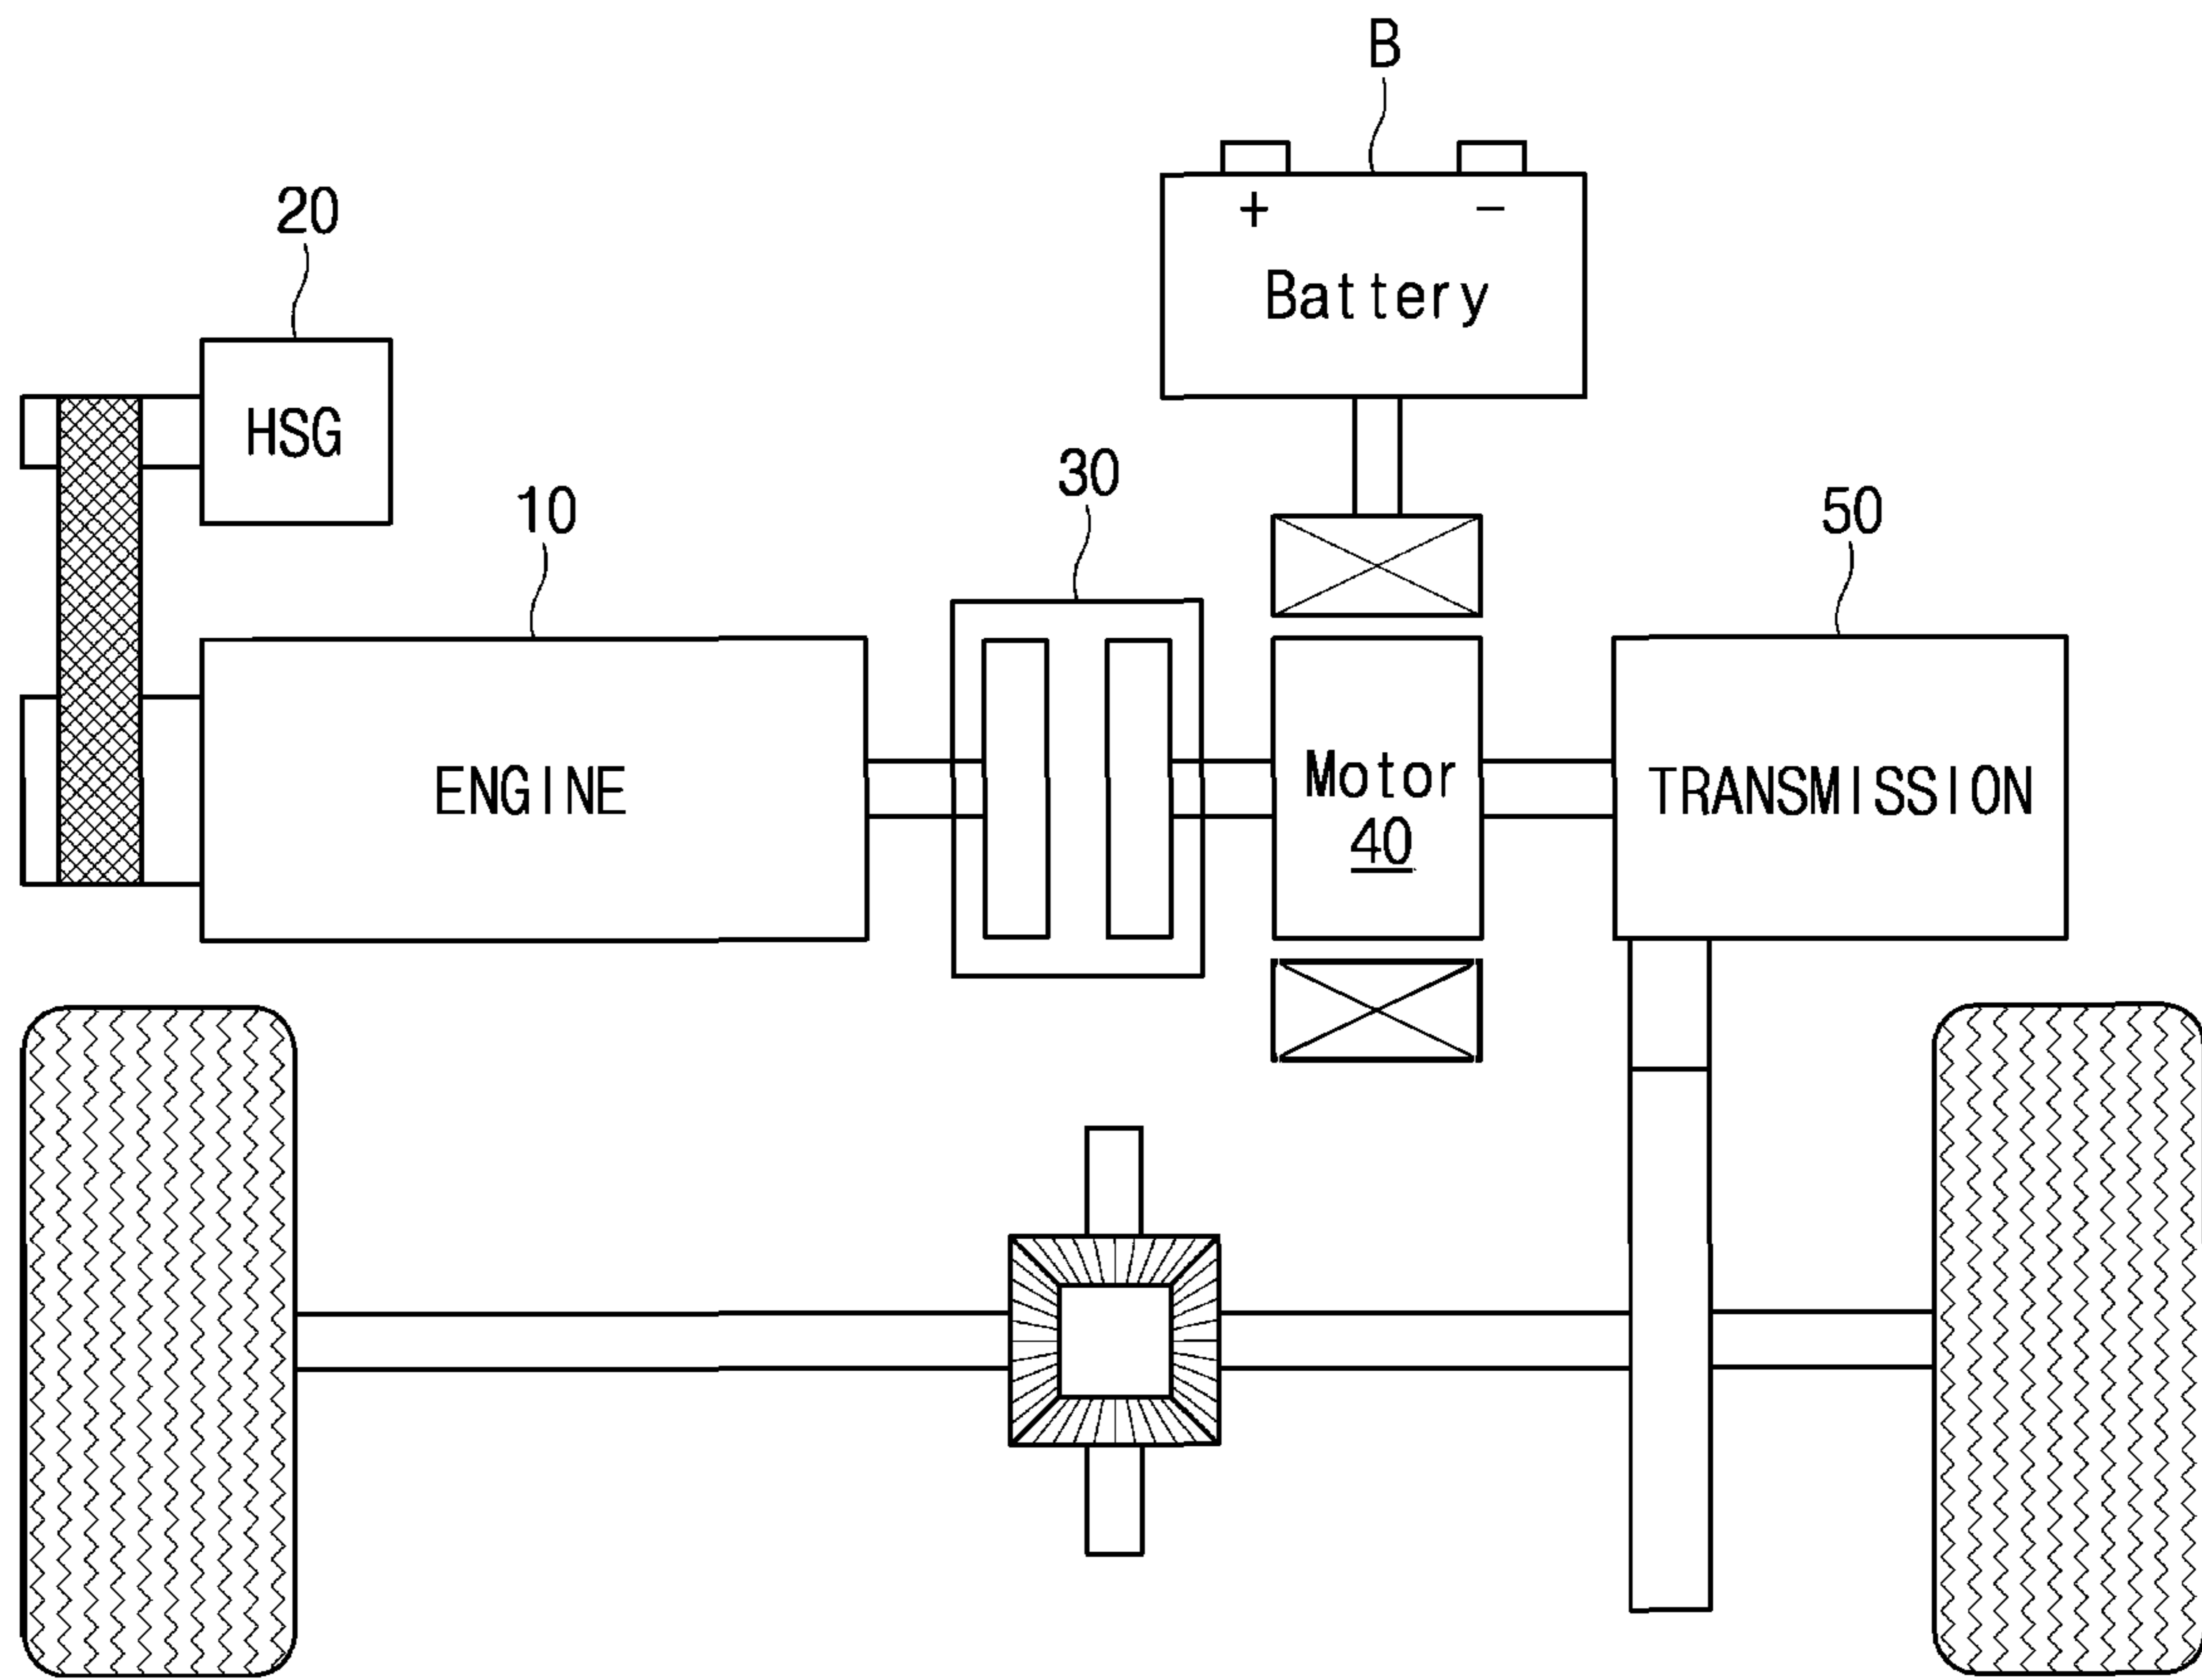 B
+ −
Battery
20
HSG
30
10
50
ENGINE
Motor
40
TRANSMISSION